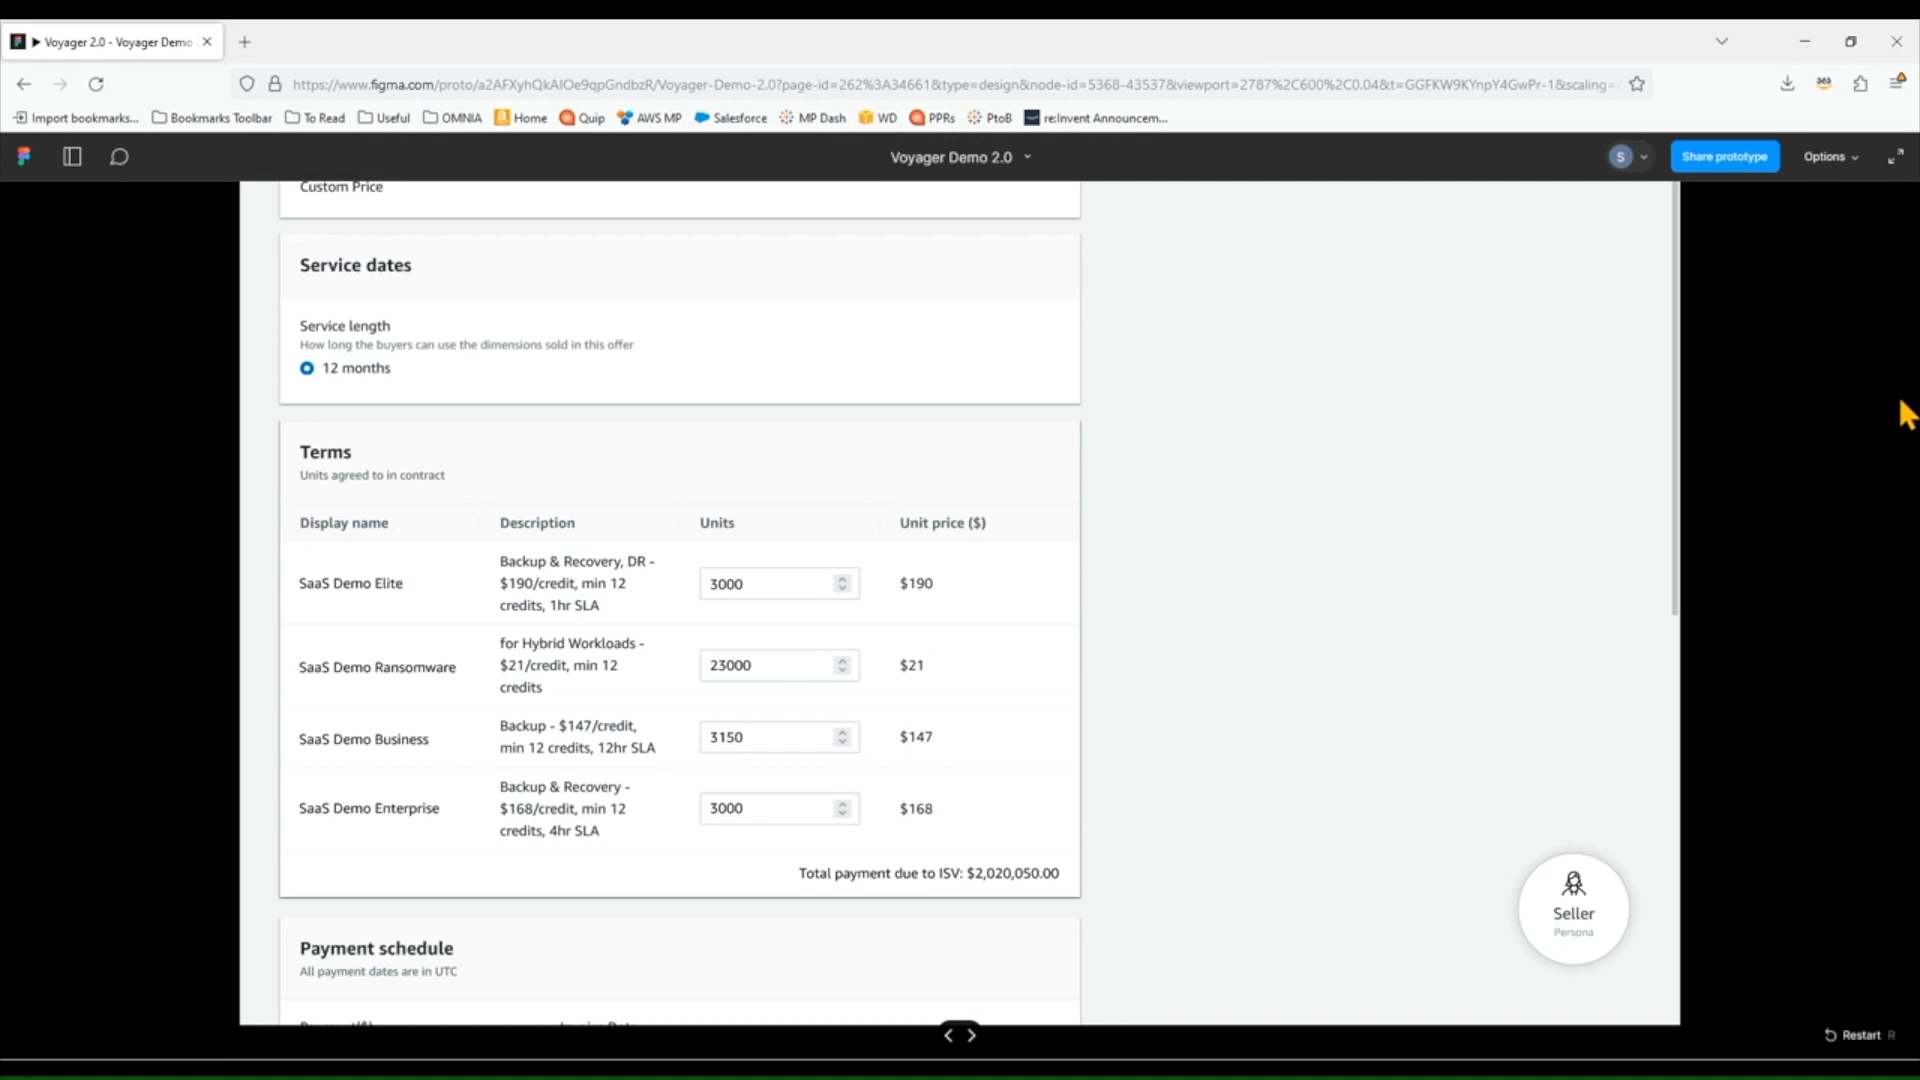 Voyager 2.0 - Voyager Demo
https://www.figma.com/proto/a2AFXyhQkAIOe9qpGndbzR/Voyager-Demo-2.0?page-id=262%3A34661&type=design&node-id=5368-43537&viewport=2787%2C600%2C0.04&t=GGFKW9KYnpY4GwPr-1&scaling=
Import bookmarks... Bookmarks Toolbar To Read Useful OMNIA Home Quip AWS MP Salesforce MP Dash WD PPRs PtoB re:Invent Announcem...
Voyager Demo 2.0 S Share prototype Options
Custom Price
Service dates
Service length
How long the buyers can use the dimensions sold in this offer
12 months
Terms
Units agreed to in contract
Display name Description Units Unit price ($)
Backup & Recovery, DR -
SaaS Demo Elite $190/credit, min 12 3000 $190
credits, 1hr SLA
for Hybrid Workloads -
SaaS Demo Ransomware $21/credit, min 12 23000 $21
credits
Backup - $147/credit,
SaaS Demo Business 3150 $147
min 12 credits, 12hr SLA
Backup & Recovery -
SaaS Demo Enterprise $168/credit, min 12 3000 $168
credits, 4hr SLA
Total payment due to ISV: $2,020,050.00
Seller
Persona
Payment schedule
All payment dates are in UTC
Restart R